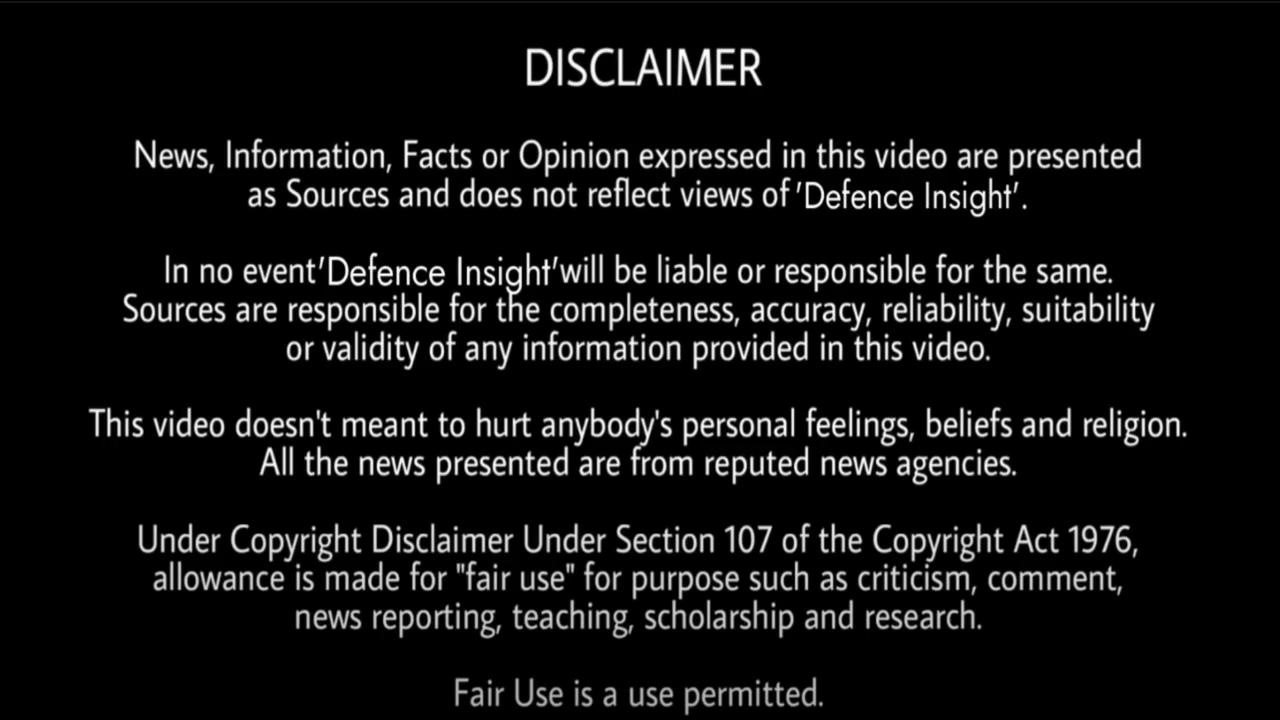 DISCLAIMER
News, Information, Facts or Opinion expressed in this video are presented
as Sources and does not reflect views of 'Defence Insight'.
In no event 'Defence Insight' will be liable or responsible for the same.
Sources are responsible for the completeness, accuracy, reliability, suitability
or validity of any information provided in this video.
This video doesn't meant to hurt anybody's personal feelings, beliefs and religion.
All the news presented are from reputed news agencies.
Under Copyright Disclaimer Under Section 107 of the Copyright Act 1976,
allowance is made for "fair use" for purpose such as criticism, comment,
news reporting, teaching, scholarship and research.
Fair Use is a use permitted.